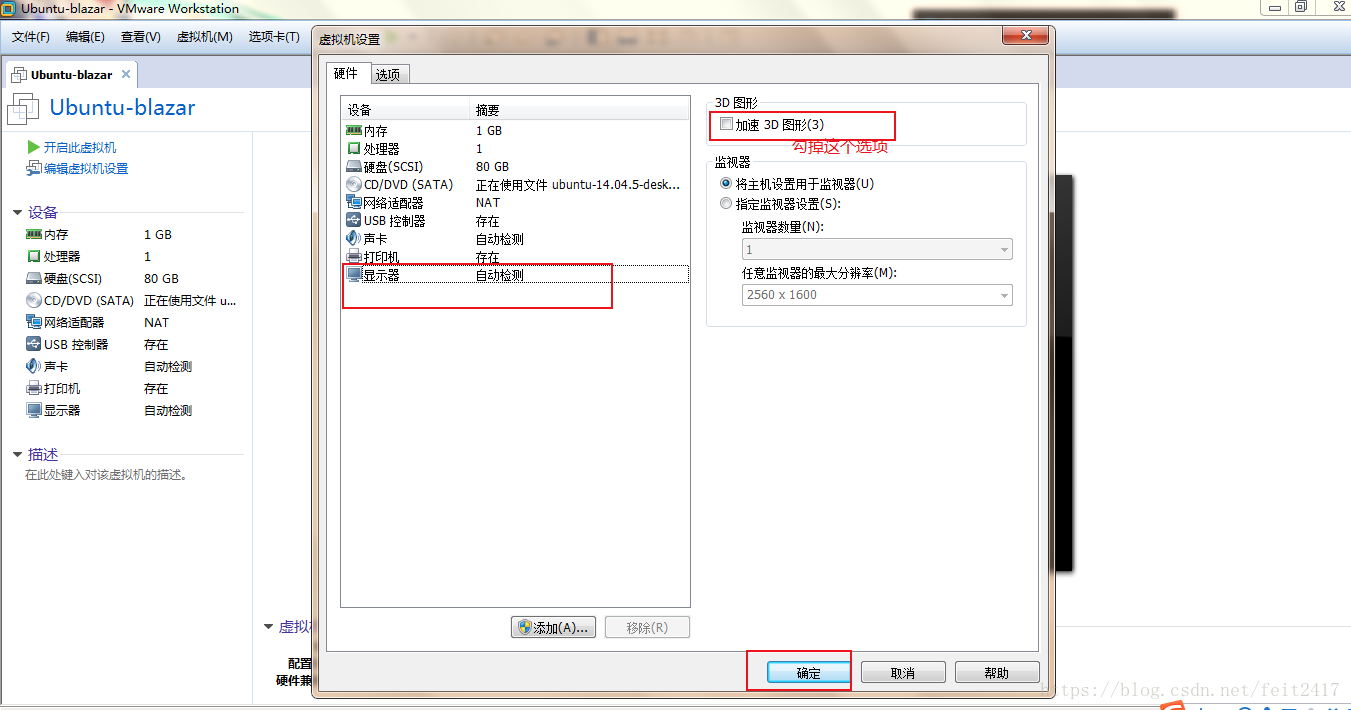 Ubuntu-blazar - VMware Workstation
文件(F) 编辑(E) 查看(V) 虚拟机(M) 选项卡(T)
Ubuntu-blazar
Ubuntu-blazar
开启此虚拟机
编辑虚拟机设置
设备
内存 1 GB
处理器 1
硬盘(SCSI) 80 GB
CD/DVD (SATA) 正在使用文件 u...
网络适配器 NAT
USB 控制器 存在
声卡 自动检测
打印机 存在
显示器 自动检测
描述
在此处键入对该虚拟机的描述。
虚拟
配置
硬件兼
虚拟机设置
硬件 选项
设备 摘要
内存 1 GB
处理器 1
硬盘(SCSI) 80 GB
CD/DVD (SATA) 正在使用文件 ubuntu-14.04.5-desk...
网络适配器 NAT
USB 控制器 存在
声卡 自动检测
打印机 存在
显示器 自动检测
添加(A)... 移除(R)
3D 图形
加速 3D 图形(3)
勾掉这个选项
监视器
将主机设置用于监视器(U)
指定监视器设置(S):
监视器数量(N):
1
任意监视器的最大分辨率(M):
2560 x 1600
确定 取消 帮助
https://blog.csdn.net/feit2417